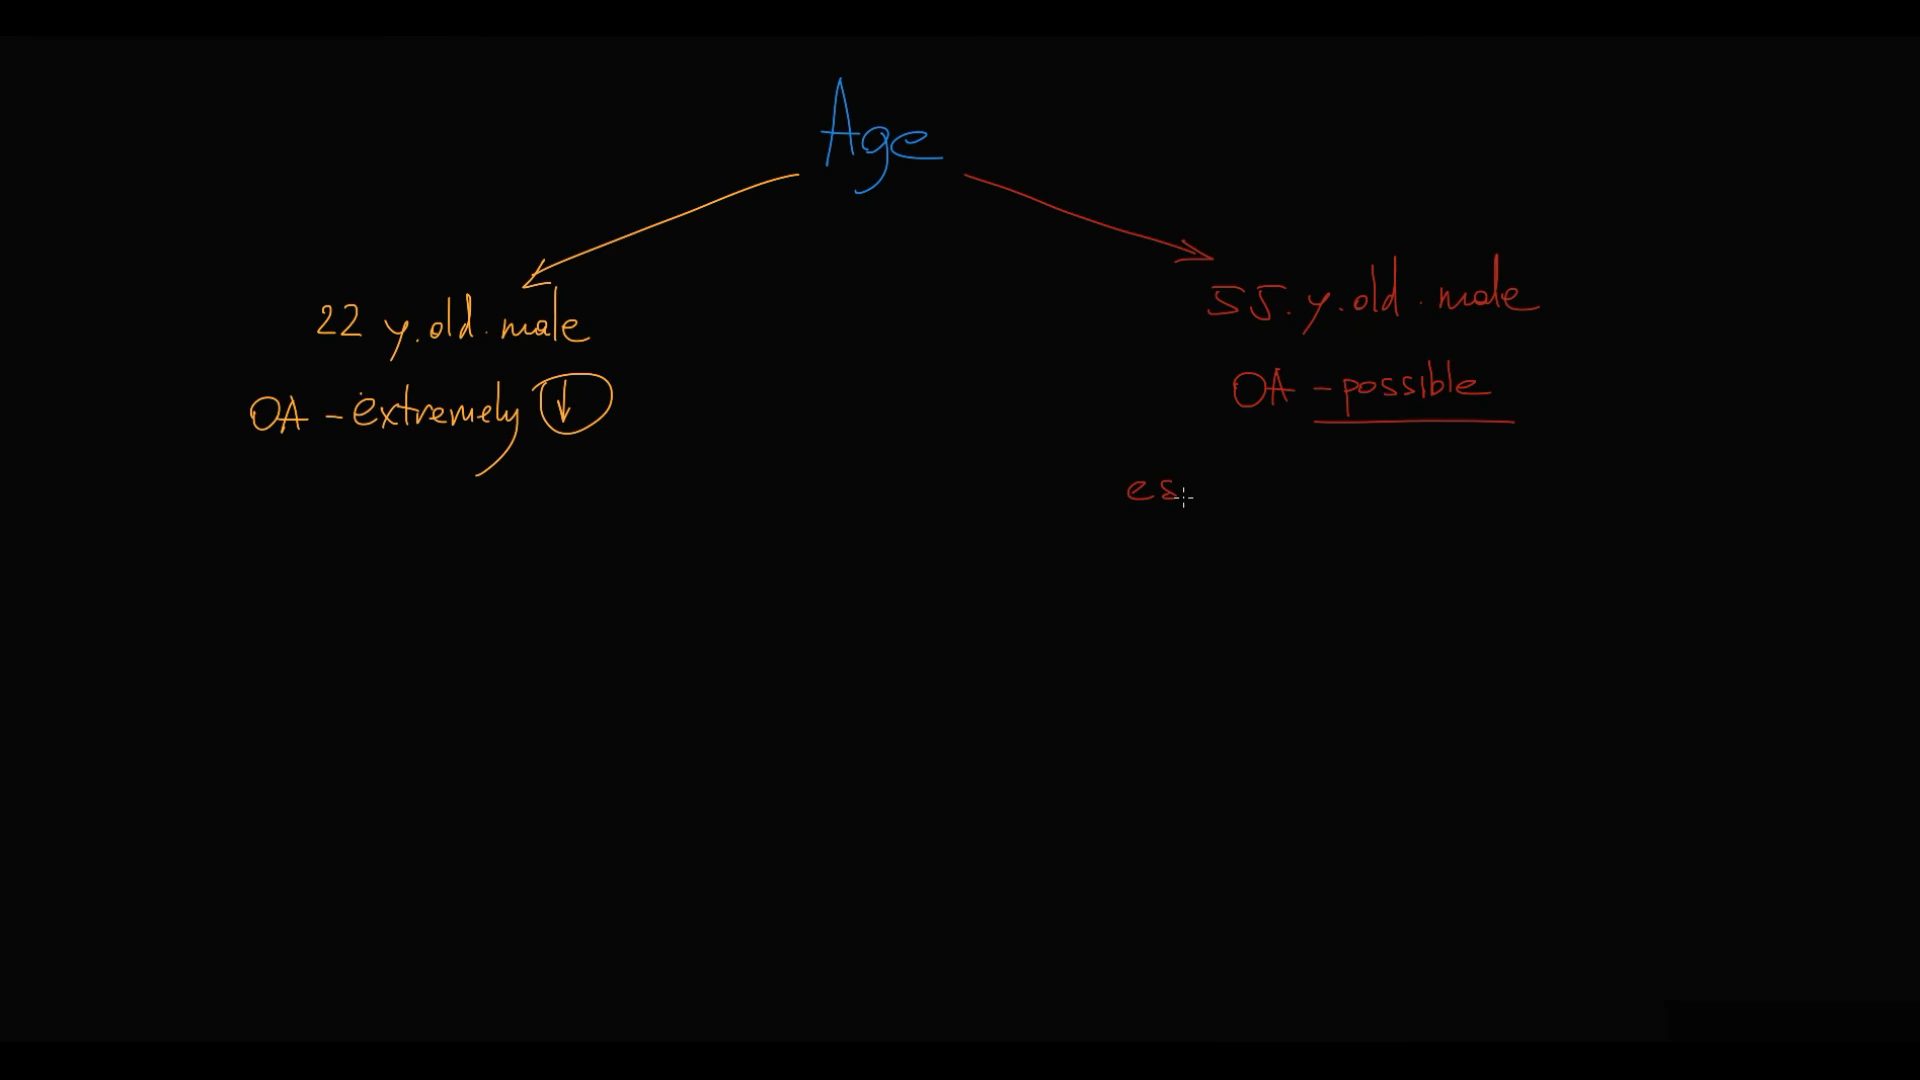 Age
22 y.old.male
OA - extremely ↓
55.y.old.male
OA - possible
es